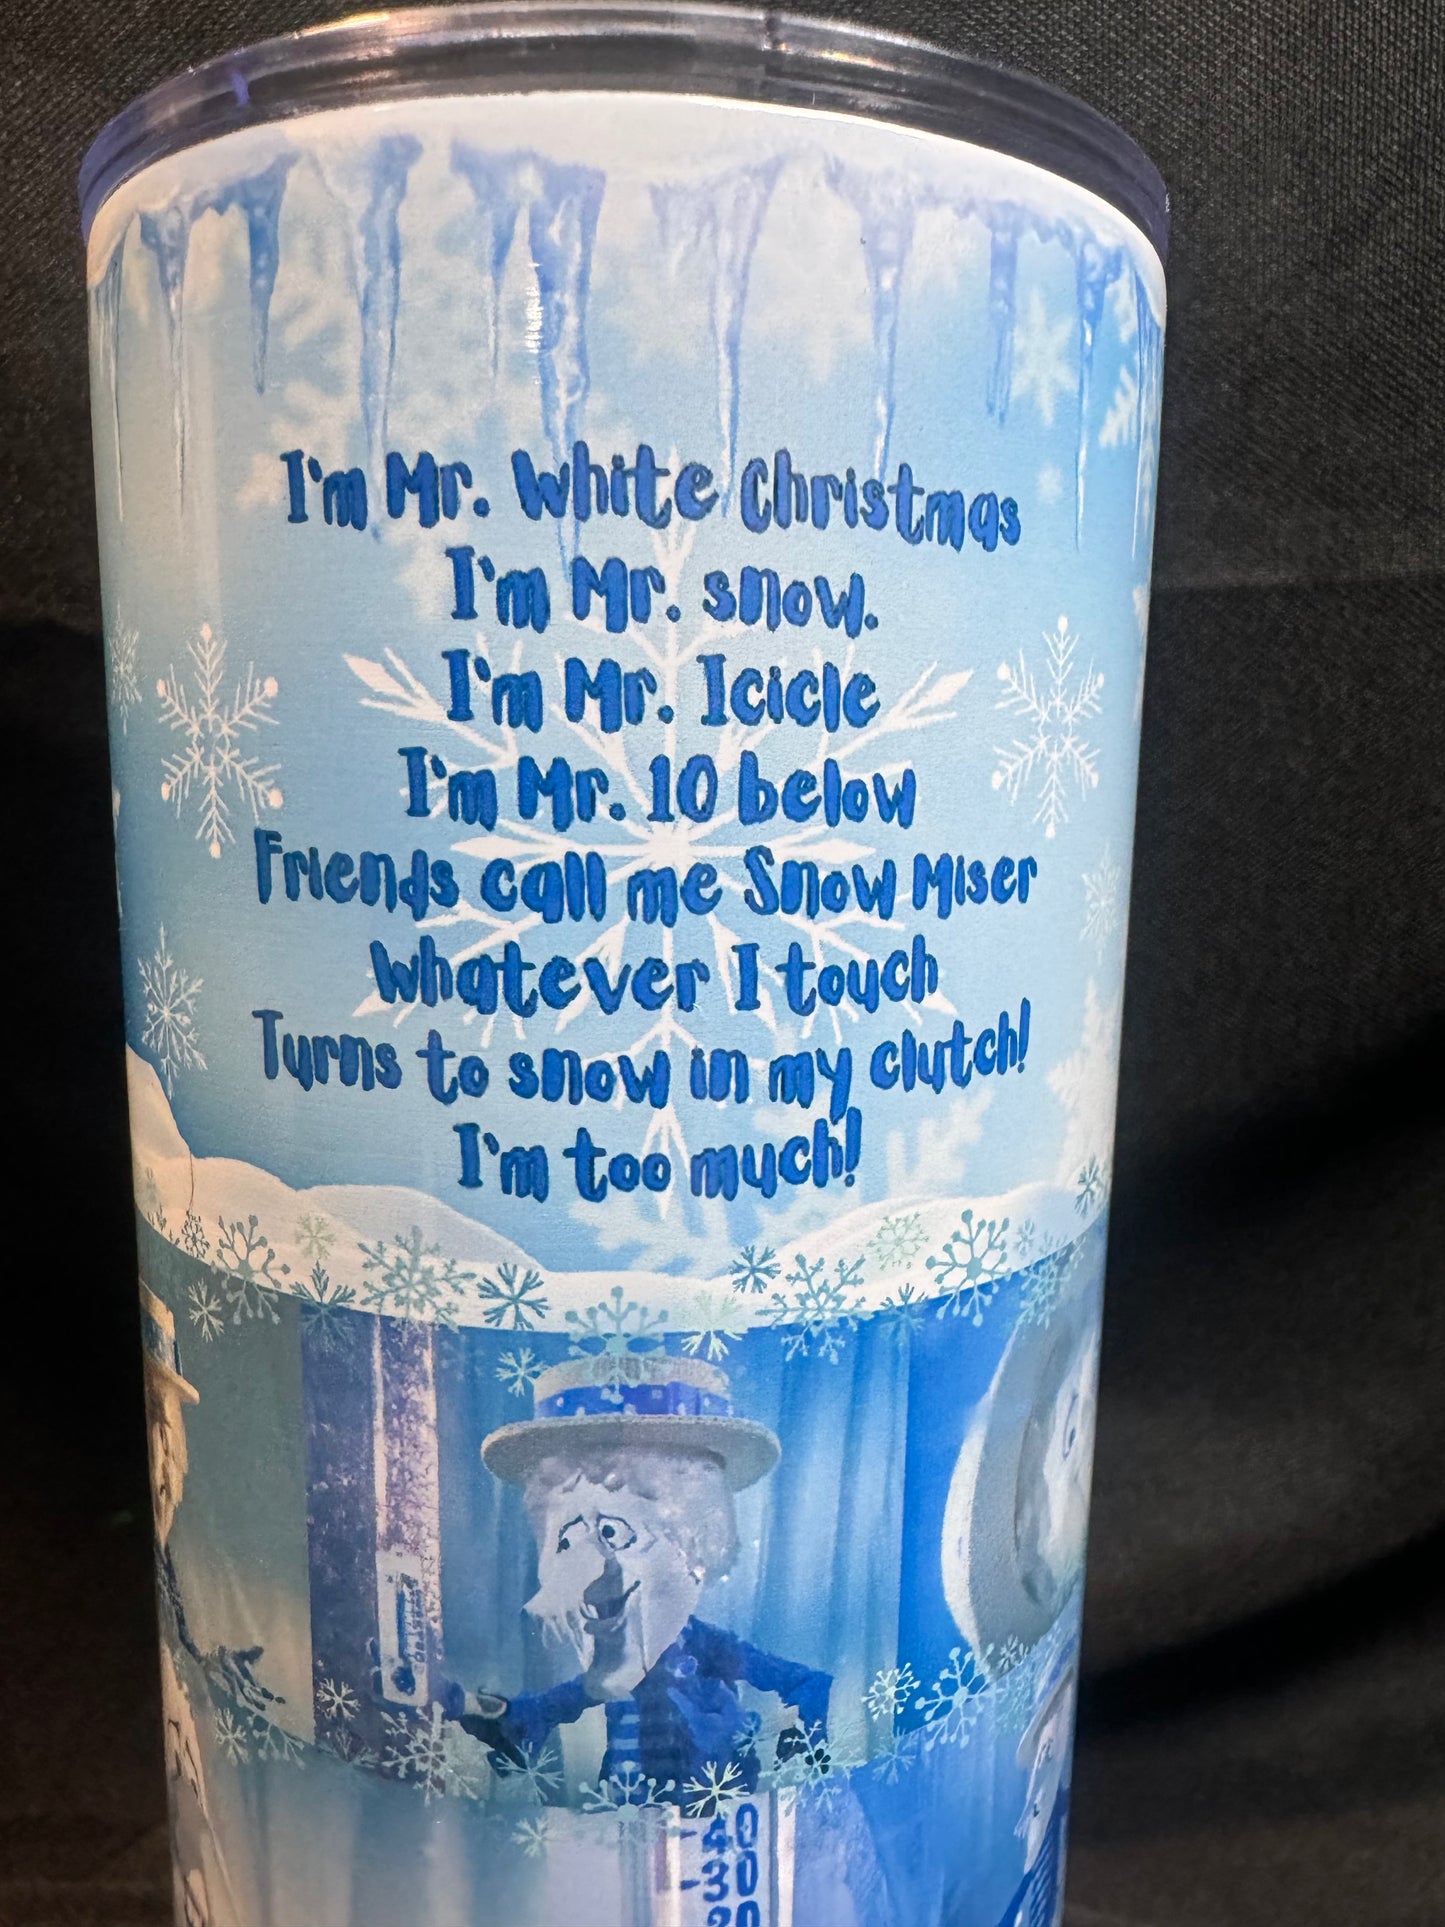 I'm Mr. White Christmas
I'm Mr. snow.
I'm Mr. Icicle
I'm Mr. 10 below
Friends call me Snow Miser
Whatever I touch
Turns to snow in my clutch!
I'm too much!
-40
-30
20